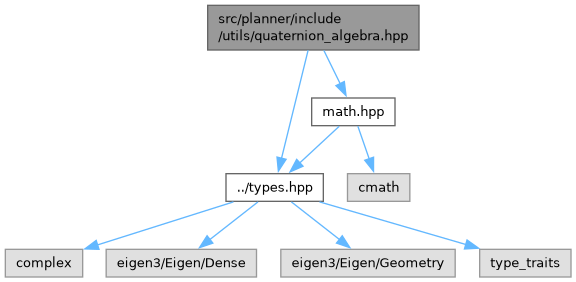 src/planner/include
/utils/quaternion_algebra.hpp
math.hpp
../types.hpp
cmath
complex
eigen3/Eigen/Dense
eigen3/Eigen/Geometry
type_traits